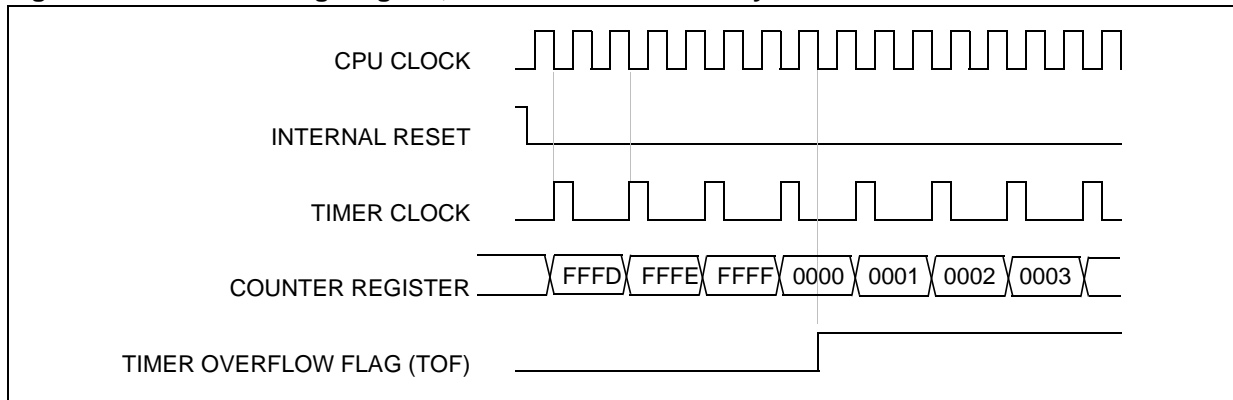 CPU CLOCK
INTERNAL RESET
TIMER CLOCK
COUNTER REGISTER FFFD FFFE FFFF 0000 0001 0002 0003
TIMER OVERFLOW FLAG (TOF)